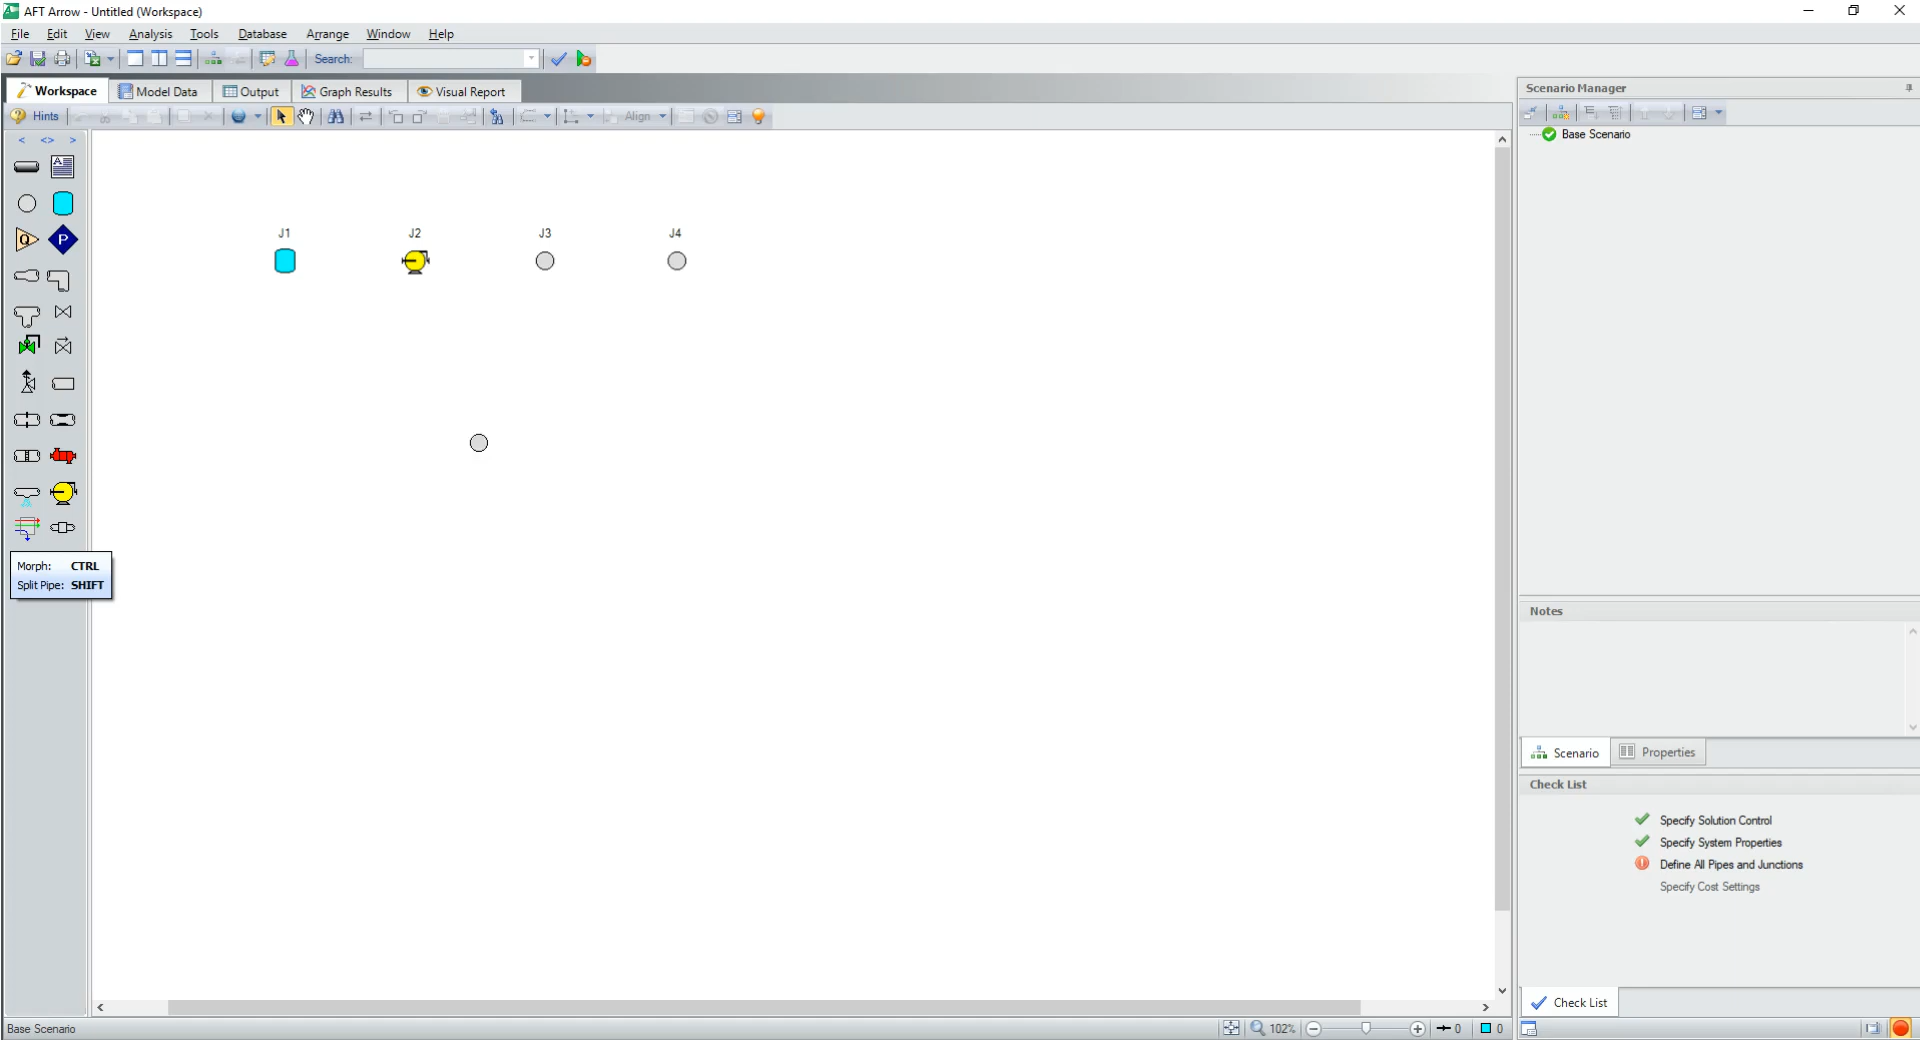 AFT Arrow - Untitled (Workspace)
File Edit View Analysis Tools Database Arrange Window Help
Search:
Workspace Model Data Output Graph Results Visual Report
Hints Align
< <> >
A
Q P
J1 J2 J3 J4
Morph: CTRL
Split Pipe: SHIFT
Base Scenario
102%
0
0
Scenario Manager
Base Scenario
Notes
Scenario Properties
Check List
Specify Solution Control
Specify System Properties
Define All Pipes and Junctions
Specify Cost Settings
Check List